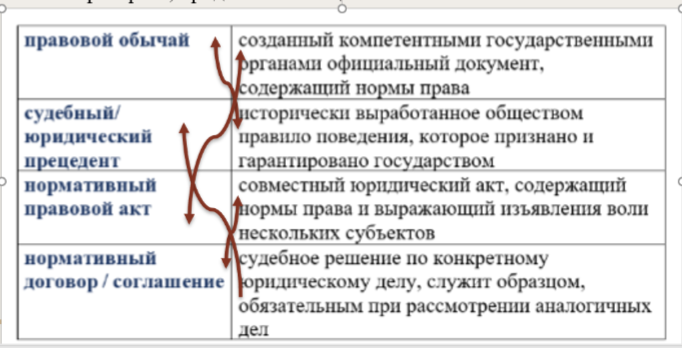 правовой обычай
созданный компетентными государственными
органами официальный документ,
содержащий нормы права
судебный/
юридический
прецедент
исторически выработанное обществом
правило поведения, которое признано и
гарантировано государством
нормативный
правовой акт
совместный юридический акт, содержащий
нормы права и выражающий изъявления воли
нескольких субъектов
нормативный
договор / соглашение
судебное решение по конкретному
юридическому делу, служит образцом,
обязательным при рассмотрении аналогичных
дел